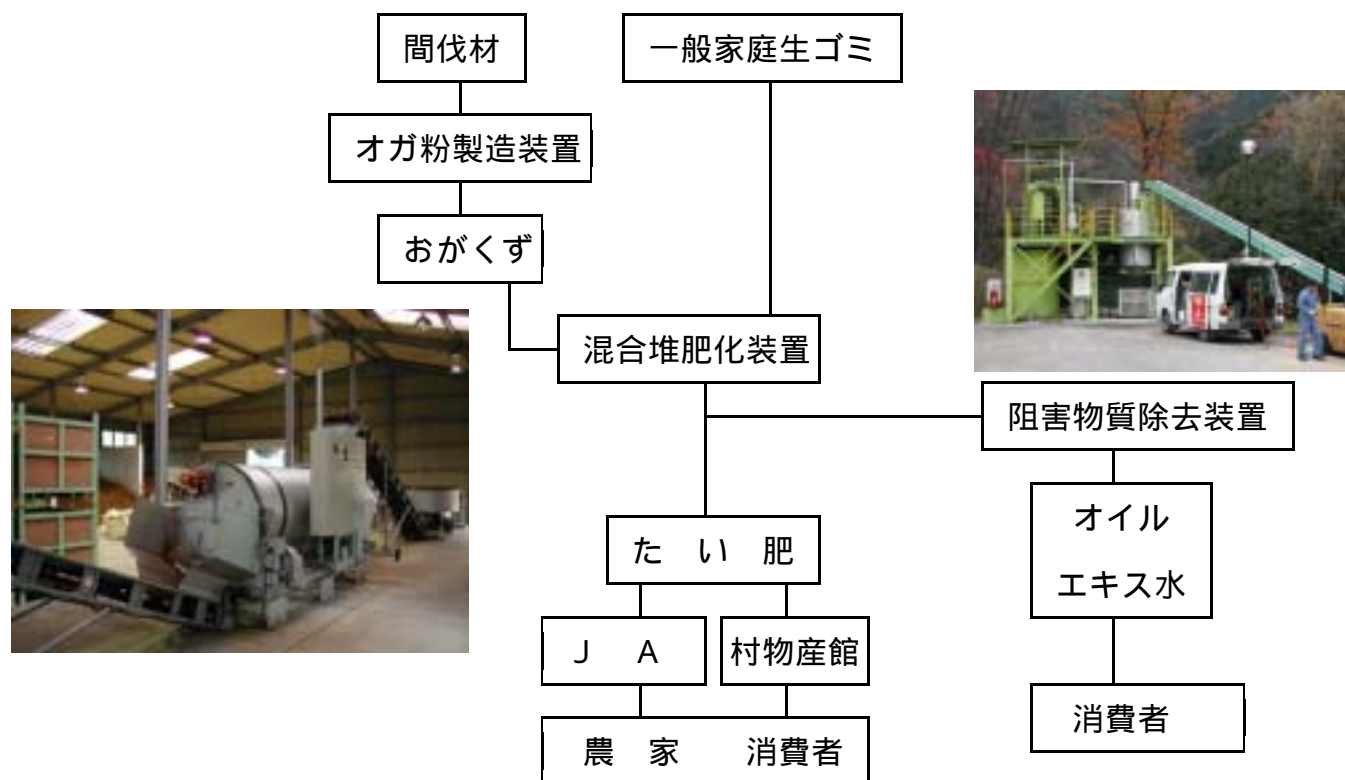 間伐材
一般家庭生ゴミ
オガ粉製造装置
おがくず
混合堆肥化装置
阻害物質除去装置
オイル
エキス水
た い 肥
Ｊ Ａ
村物産館
消費者
農 家 消費者